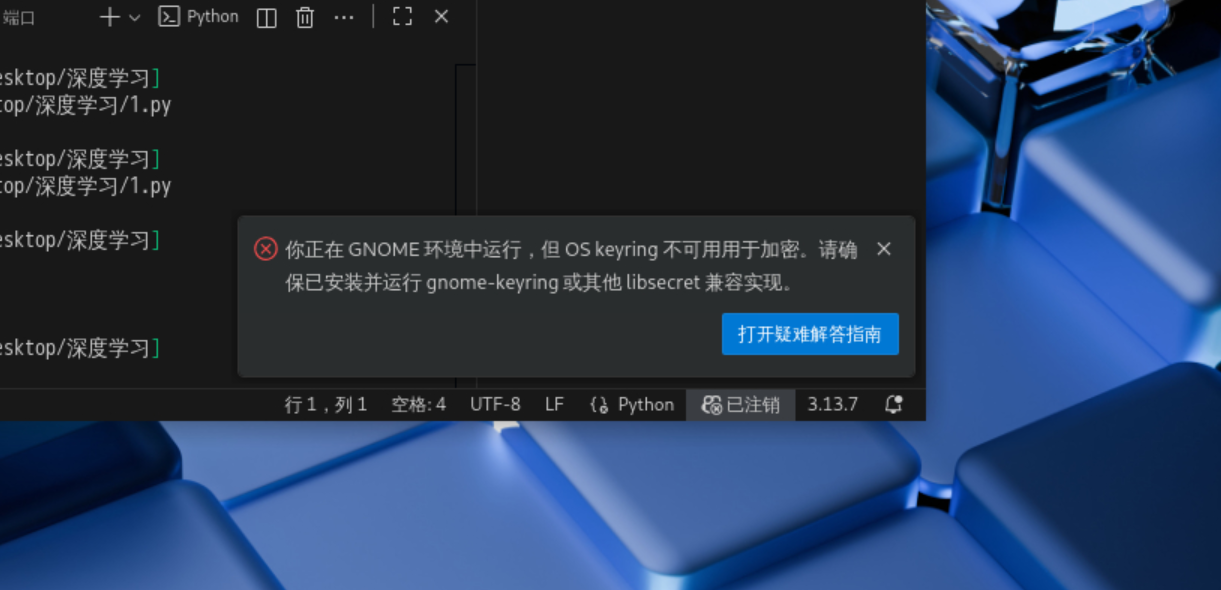 端口
Python
esktop/深度学习]
top/深度学习/1.py
esktop/深度学习]
top/深度学习/1.py
esktop/深度学习]
esktop/深度学习]
你正在 GNOME 环境中运行，但 OS keyring 不可用用于加密。请确
保已安装并运行 gnome-keyring 或其他 libsecret 兼容实现。
打开疑难解答指南
行 1，列 1 空格: 4 UTF-8 LF Python 已注销 3.13.7